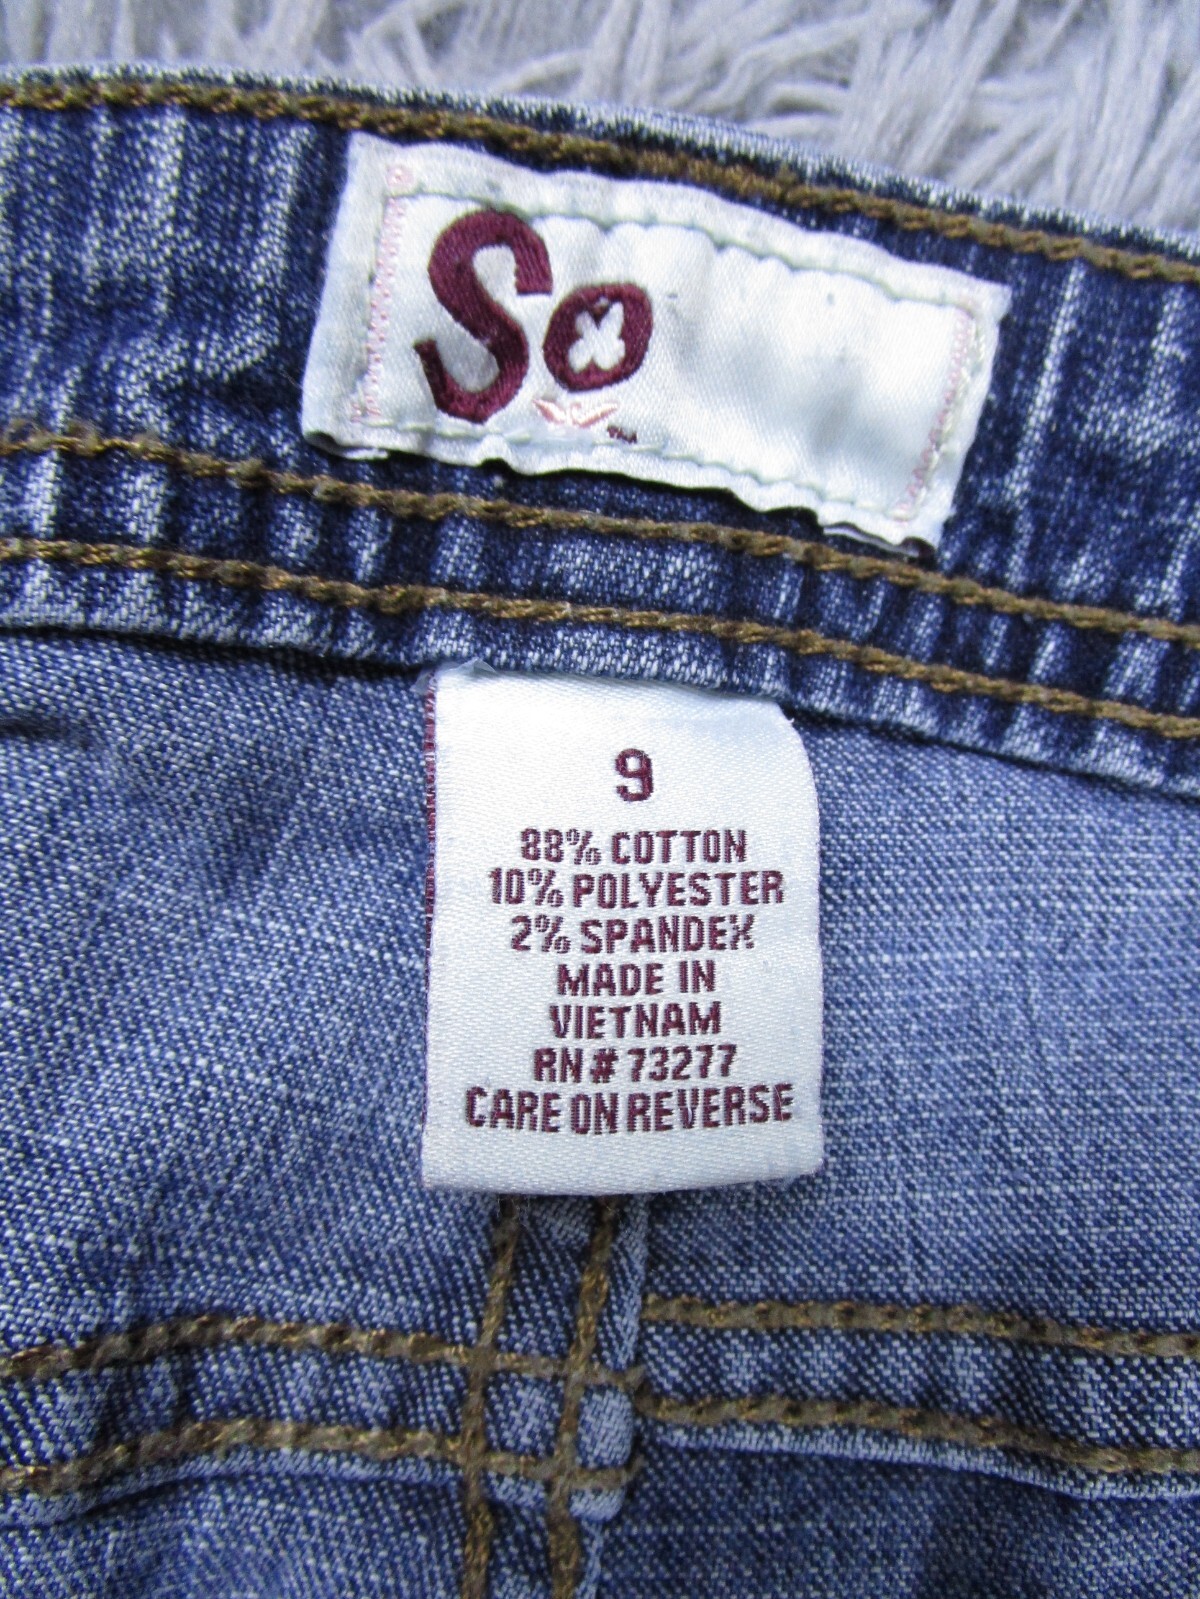 So
9
88% COTTON
10% POLYESTER
2% SPANDEX
MADE IN
VIETNAM
RN# 73277
CARE ON REVERSE